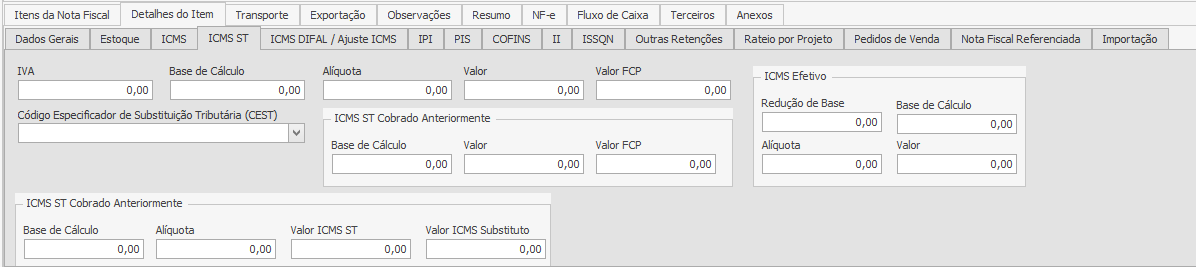 Itens da Nota Fiscal Detalhes do Item Transporte Exportação Observações Resumo NF-e Fluxo de Caixa Terceiros Anexos
Dados Gerais Estoque ICMS ICMS ST ICMS DIFAL / Ajuste ICMS IPI PIS COFINS II ISSQN Outras Retenções Rateio por Projeto Pedidos de Venda Nota Fiscal Referenciada Importação
IVA Base de Cálculo Alíquota Valor Valor FCP
0,00 0,00 0,00 0,00 0,00
Código Especificador de Substituição Tributária (CEST)
ICMS ST Cobrado Anteriormente
Base de Cálculo Valor Valor FCP
0,00 0,00 0,00
ICMS Efetivo
Redução de Base Base de Cálculo
0,00 0,00
Alíquota Valor
0,00 0,00
ICMS ST Cobrado Anteriormente
Base de Cálculo Alíquota Valor ICMS ST Valor ICMS Substituto
0,00 0,00 0,00 0,00